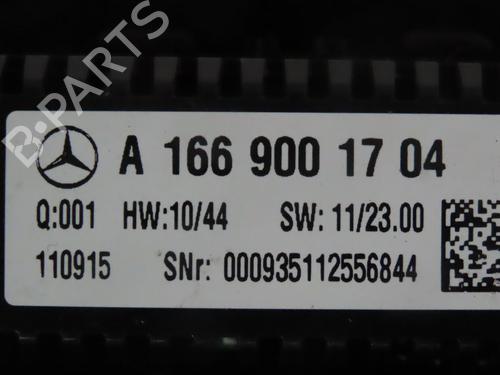 B-PARTS
A 166 900 17 04
Q:001 HW:10/44 SW: 11/23.00
110915 SNr: 000935112556844